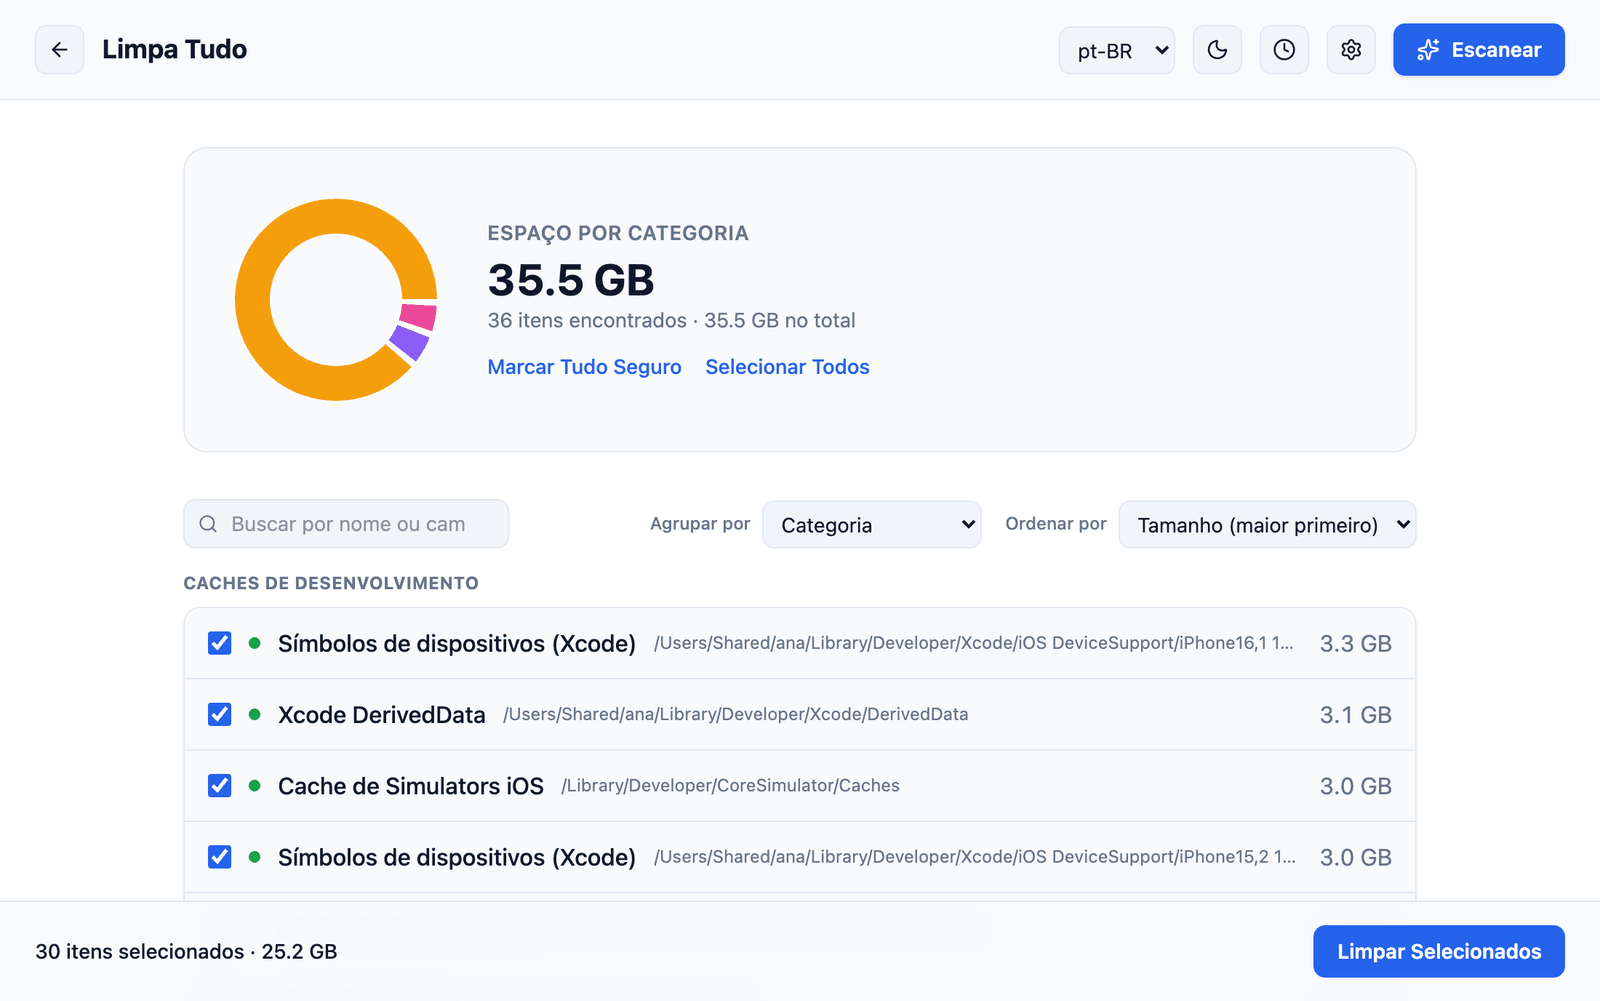 Limpa Tudo
pt-BR
Escanear
ESPAÇO POR CATEGORIA
35.5 GB
36 itens encontrados · 35.5 GB no total
Marcar Tudo Seguro Selecionar Todos
Buscar por nome ou cam
Agrupar por Categoria Ordenar por Tamanho (maior primeiro)
CACHES DE DESENVOLVIMENTO
Símbolos de dispositivos (Xcode) /Users/Shared/ana/Library/Developer/Xcode/iOS DeviceSupport/iPhone16,1 1... 3.3 GB
Xcode DerivedData /Users/Shared/ana/Library/Developer/Xcode/DerivedData 3.1 GB
Cache de Simulators iOS /Library/Developer/CoreSimulator/Caches 3.0 GB
Símbolos de dispositivos (Xcode) /Users/Shared/ana/Library/Developer/Xcode/iOS DeviceSupport/iPhone15,2 1... 3.0 GB
30 itens selecionados · 25.2 GB
Limpar Selecionados